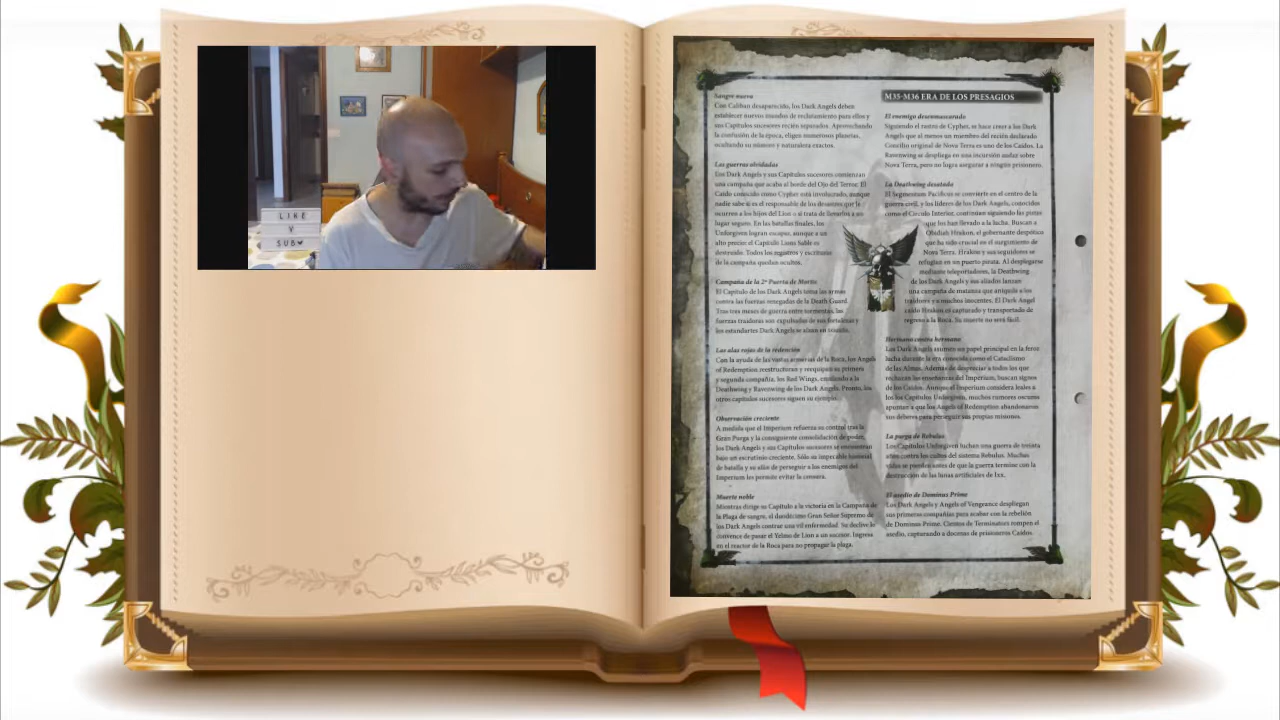 LIKE
Y
SUB♥
Sangre nueva
Con Caliban desaparecido, los Dark Angels deben
establecer nuevos mundos de reclutamiento para ellos y
sus Capítulos sucesores recién separados. Aprovechando
la confusión de la época, eligen numerosos planetas,
ocultando su número y naturaleza exactos.
Las guerras olvidadas
Los Dark Angels y sus Capítulos sucesores comienzan
una campaña que acaba al borde del Ojo del Terror. El
Caído conocido como Cypher está involucrado, aunque
nadie sabe si es el responsable de los desastres que le
ocurren a los hijos del Lion o si trata de llevarlos a un
lugar seguro. En las batallas finales, los
Unforgiven logran escapar, aunque a un
alto precio: el Capítulo Lions Sable es
destruido. Todos los registros y escrituras
de la campaña quedan ocultos.
Campaña de la 2ª Puerta de Morite
El Capítulo de los Dark Angels toma las armas
contra las fuerzas renegadas de la Death Guard.
Tras tres meses de guerra entre tormentas, las
fuerzas traidoras son expulsadas de sus fortalezas y
los estandartes Dark Angels se alzan en triunfo.
Las alas rojas de la redención
Con la ayuda de las vastas armerías de la Roca, los Angels
of Redemption reestructuran y reequipan su primera
y segunda compañía, los Red Wings, emulando a la
Deathwing y Ravenwing de los Dark Angels. Pronto, los
otros capítulos sucesores siguen su ejemplo.
Observación creciente
A medida que el Imperium refuerza su control tras la
Gran Purga y la consiguiente consolidación de poder,
los Dark Angels y sus Capítulos sucesores se encuentran
bajo un escrutinio creciente. Sólo su impecable historial
de batalla y su afán de perseguir a los enemigos del
Imperium les permite evitar la censura.
Muerte noble
Mientras dirige su Capítulo a la victoria en la Campaña de
la Plaga de sangre, el duodécimo Gran Señor Supremo de
los Dark Angels contrae una vil enfermedad. Su declive le
convence de pasar el Yelmo de Lion a un sucesor. Ingresa
en el reactor de la Roca para no propagar la plaga.
M35-M36 ERA DE LOS PRESAGIOS
El enemigo desenmascarado
Siguiendo el rastro de Cypher, se hace creer a los Dark
Angels que al menos un miembro del recién declarado
Concilio original de Nova Terra es uno de los Caídos. La
Ravenwing se despliega en una incursión audaz sobre
Nova Terra, pero no logra asegurar a ningún prisionero.
La Deathwing desatada
El Segmentum Pacificus se convierte en el centro de la
guerra civil, y los líderes de los Dark Angels, conocidos
como el Círculo Interior, continúan siguiendo las pistas
que los han llevado a la lucha. Buscan a
Obadiah Hrakon, el gobernante despótico
que ha sido crucial en el surgimiento de
Nova Terra. Hrakon y sus seguidores se
refugian en un puerto pirata. Al desplegarse
mediante teleportadores, la Deathwing
de los Dark Angels y sus aliados lanzan
una campaña de matanza que aniquila a los
traidores y a muchos inocentes. El Dark Angel
caído Hrakon es capturado y transportado de
regreso a la Roca. Su muerte no será fácil.
Hermano contra hermano
Los Dark Angels asumen un papel principal en la feroz
lucha durante la era conocida como el Cataclismo
de las Almas. Además de despreciar a todos los que
rechazan las enseñanzas del Imperium, buscan signos
de los Caídos. Aunque el Imperium considera leales a
los Capítulos Unforgiven, muchos rumores oscuros
apuntan a que los Angels of Redemption abandonaron
sus deberes para perseguir sus propias misiones.
La purga de Rebulus
Los Capítulos Unforgiven luchan una guerra de treinta
años contra los cultos del sistema Rebulus. Muchas
vidas se pierden antes de que la guerra termine con la
destrucción de las lunas artificiales de Ixx.
El asedio de Dominus Prime
Los Dark Angels y Angels of Vengeance despliegan
sus primeras compañías para acabar con la rebelión
de Dominus Prime. Cientos de Terminators rompen el
asedio, capturando a docenas de prisioneros Caídos.